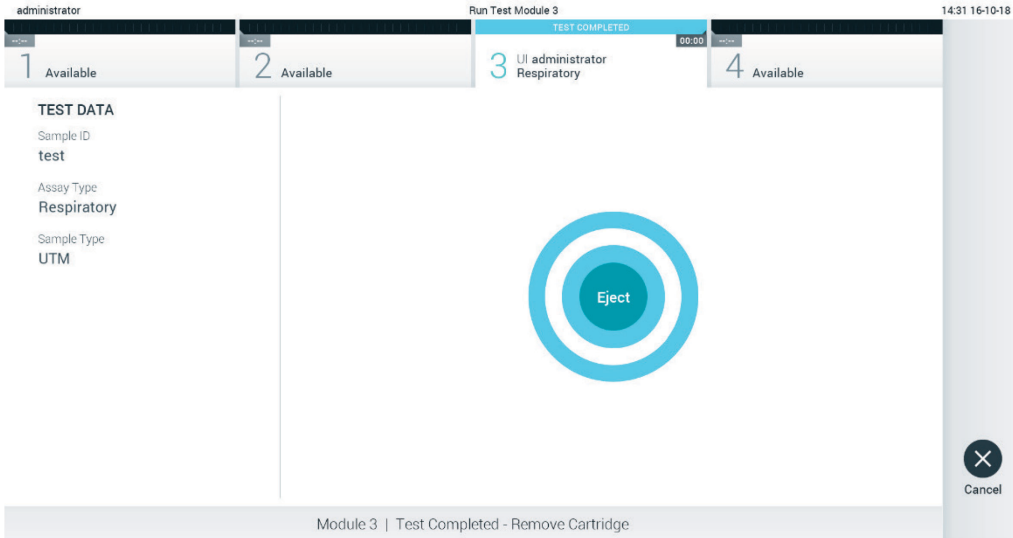 administrator
Run Test Module 3
14:31 16-10-18
TEST COMPLETED
--:--
--:--
00:00
--:--
1 Available
2 Available
3 UI administrator
Respiratory
4 Available
TEST DATA
Sample ID
test
Assay Type
Respiratory
Sample Type
UTM
Eject
Cancel
Module 3 | Test Completed - Remove Cartridge